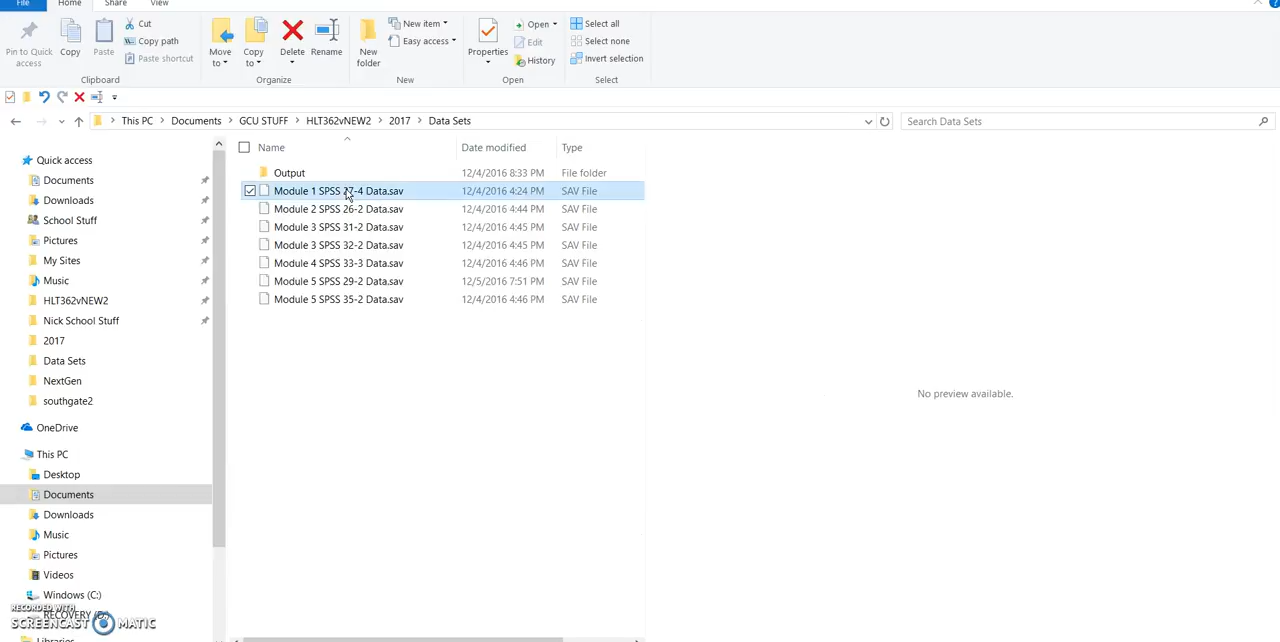 File Home Share View
Pin to Quick access
Copy
Paste
Cut
Copy path
Paste shortcut
Clipboard
Move to
Copy to
Delete
Rename
Organize
New folder
New item
Easy access
New
Properties
Open
Edit
History
Open
Select all
Select none
Invert selection
Select
This PC > Documents > GCU STUFF > HLT362vNEW2 > 2017 > Data Sets
Search Data Sets
Quick access
Documents
Downloads
School Stuff
Pictures
My Sites
Music
HLT362vNEW2
Nick School Stuff
2017
Data Sets
NextGen
southgate2
OneDrive
This PC
Desktop
Documents
Downloads
Music
Pictures
Videos
Windows (C:)
RECOVERY (D:)
Libraries
Name Date modified Type
Output 12/4/2016 8:33 PM File folder
Module 1 SPSS 27-4 Data.sav 12/4/2016 4:24 PM SAV File
Module 2 SPSS 26-2 Data.sav 12/4/2016 4:44 PM SAV File
Module 3 SPSS 31-2 Data.sav 12/4/2016 4:45 PM SAV File
Module 3 SPSS 32-2 Data.sav 12/4/2016 4:45 PM SAV File
Module 4 SPSS 33-3 Data.sav 12/4/2016 4:46 PM SAV File
Module 5 SPSS 29-2 Data.sav 12/5/2016 7:51 PM SAV File
Module 5 SPSS 35-2 Data.sav 12/4/2016 4:46 PM SAV File
No preview available.
RECORDED WITH
SCREENCAST MATIC